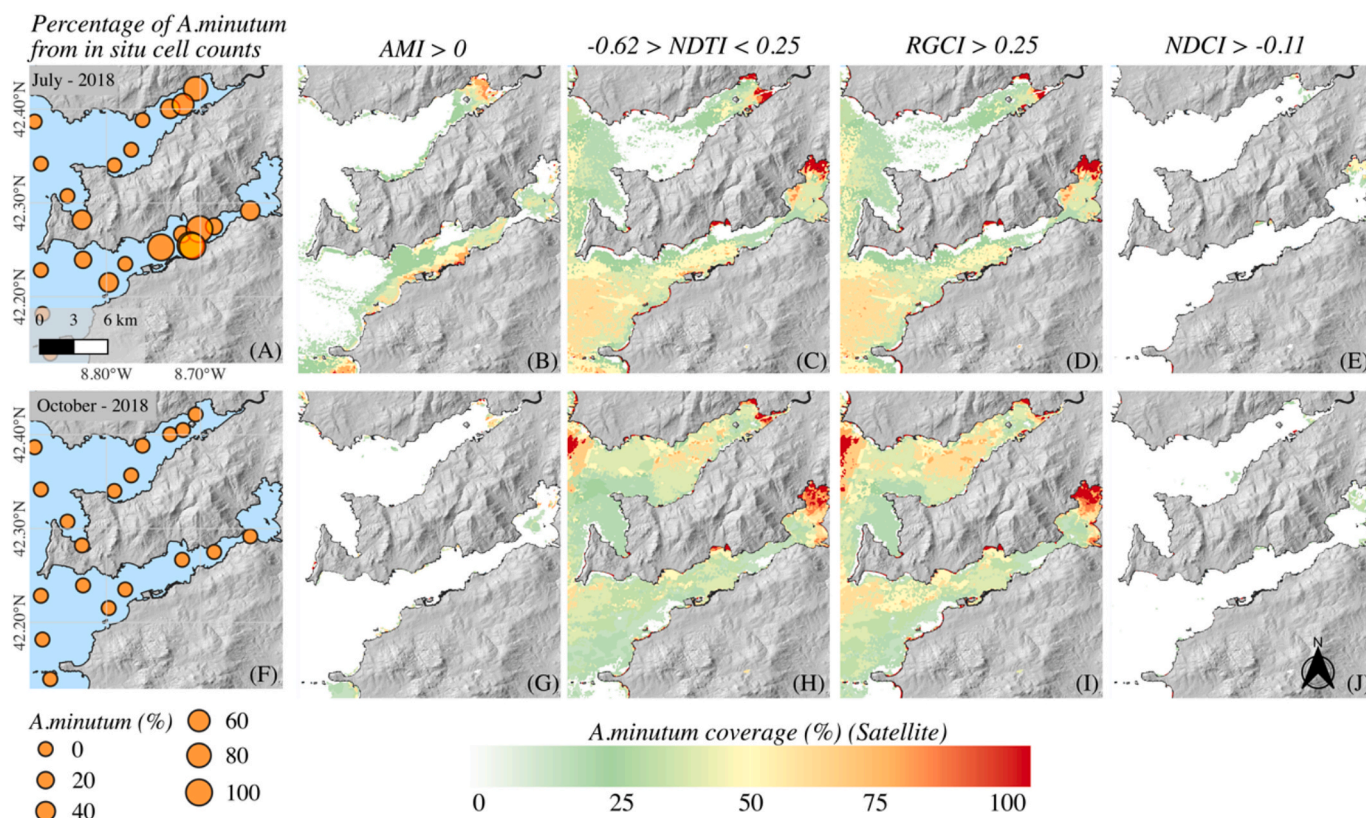 Percentage of A.minutum
from in situ cell counts
AMI > 0
-0.62 > NDTI < 0.25
RGCI > 0.25
NDCI > -0.11
July - 2018
42.40°N
42.30°N
42.20°N
0 3 6 km
(A)
8.80°W 8.70°W
(B)
(C)
(D)
(E)
October - 2018
42.40°N
42.30°N
42.20°N
(F)
(G)
(H)
(I)
N
(J)
A.minutum (%)
0
20
40
60
80
100
A.minutum coverage (%) (Satellite)
0 25 50 75 100